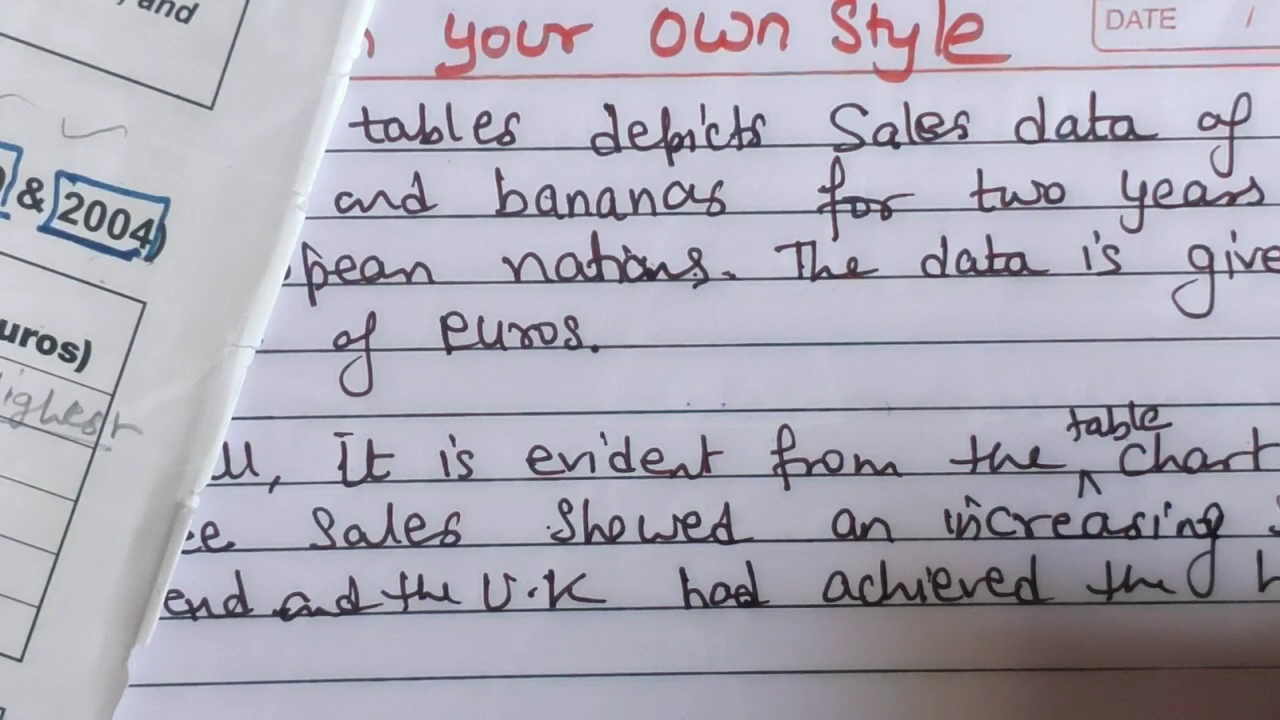 and
& 2004)
uros)
ighest
your own Style
DATE /
tables depicts Sales data of
and bananas for two years
pean nations. The data is give
of euros.
ll, It is evident from the table chart
ee Sales showed an increasing
end and the U.K had achieved the h